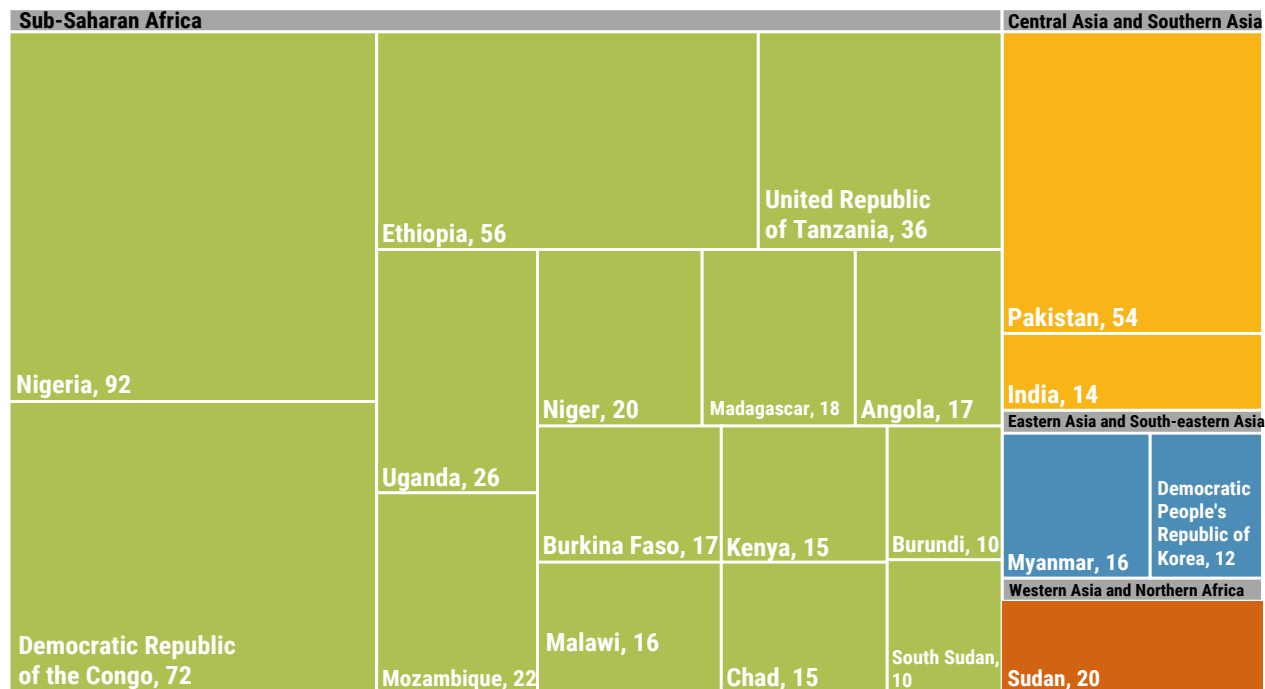 Sub-Saharan Africa
Nigeria, 92
Democratic Republic
of the Congo, 72
Ethiopia, 56
United Republic
of Tanzania, 36
Uganda, 26
Mozambique, 22
Niger, 20
Madagascar, 18
Angola, 17
Burkina Faso, 17
Kenya, 15
Burundi, 10
Malawi, 16
Chad, 15
South Sudan,
10
Central Asia and Southern Asia
Pakistan, 54
India, 14
Eastern Asia and South-eastern Asia
Myanmar, 16
Democratic
People's
Republic of
Korea, 12
Western Asia and Northern Africa
Sudan, 20